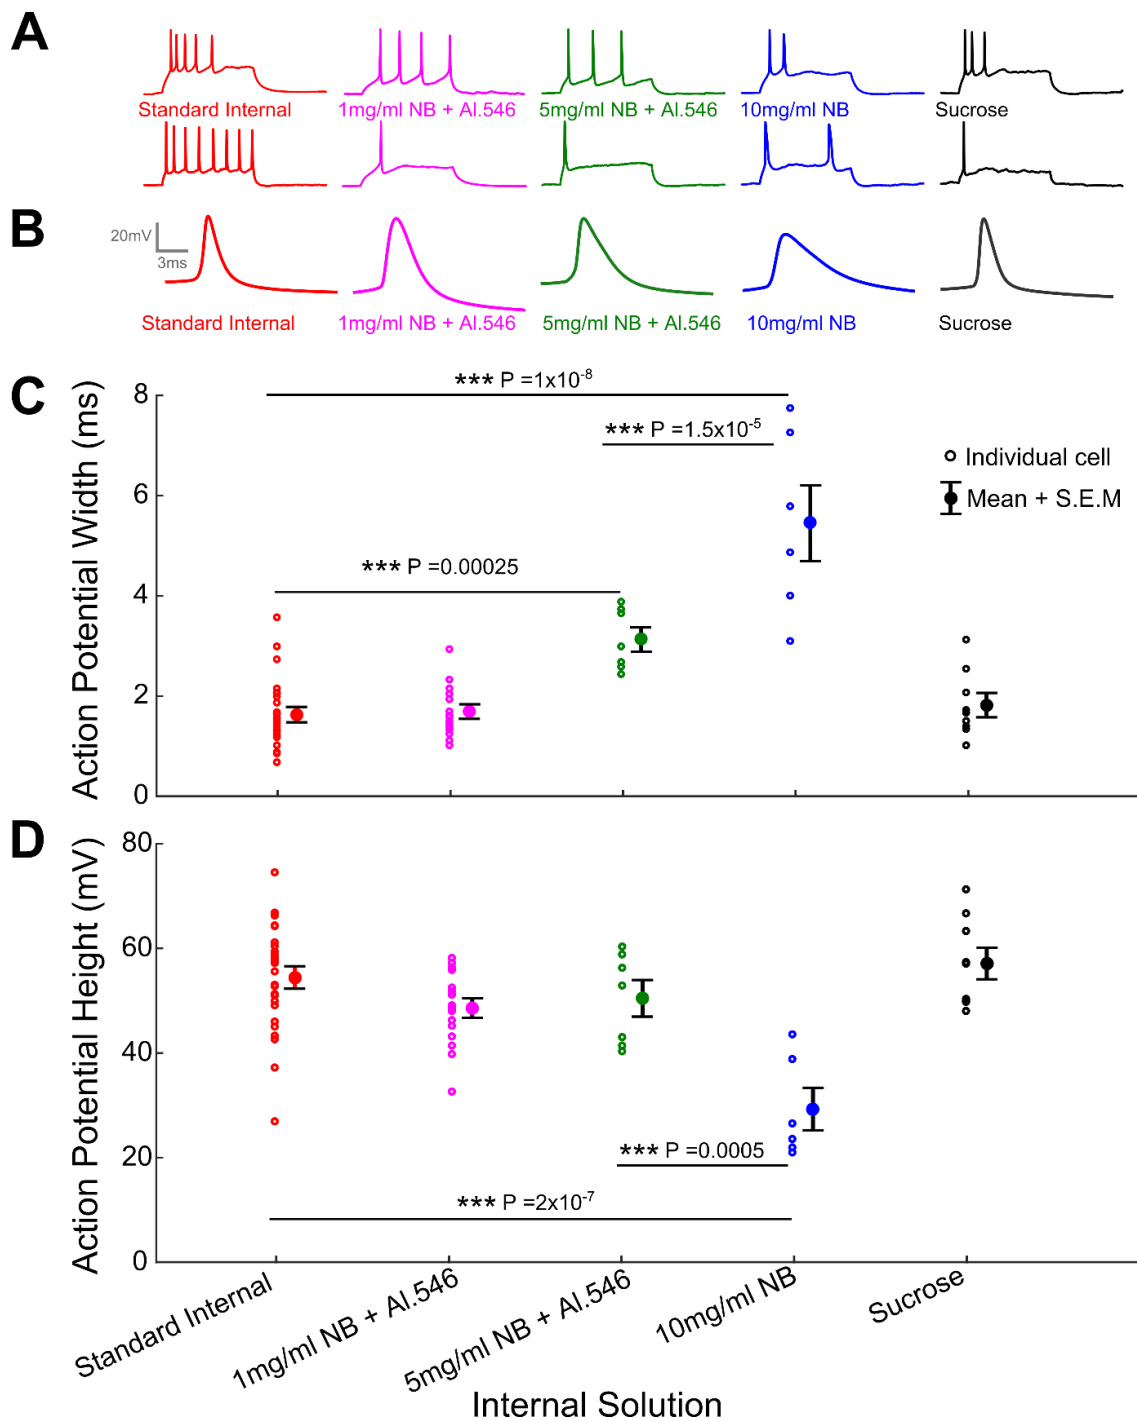 A
Standard Internal
1mg/ml NB + Al.546
5mg/ml NB + Al.546
10mg/ml NB
Sucrose
B
20mV
3ms
Standard Internal
1mg/ml NB + Al.546
5mg/ml NB + Al.546
10mg/ml NB
Sucrose
C
Action Potential Width (ms)
8
6
4
2
0
*** P =1x10-8
*** P =1.5x10-5
*** P =0.00025
Individual cell
Mean + S.E.M
D
Action Potential Height (mV)
80
60
40
20
0
*** P =0.0005
*** P =2x10-7
Standard Internal
1mg/ml NB + Al.546
5mg/ml NB + Al.546
10mg/ml NB
Sucrose
Internal Solution